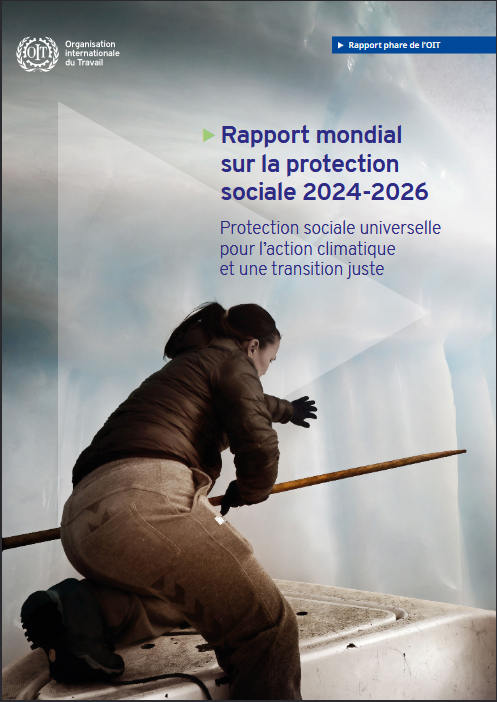 OIT
Organisation
internationale
du Travail
Rapport phare de l'OIT
Rapport mondial
sur la protection
sociale 2024-2026
Protection sociale universelle
pour l'action climatique
et une transition juste